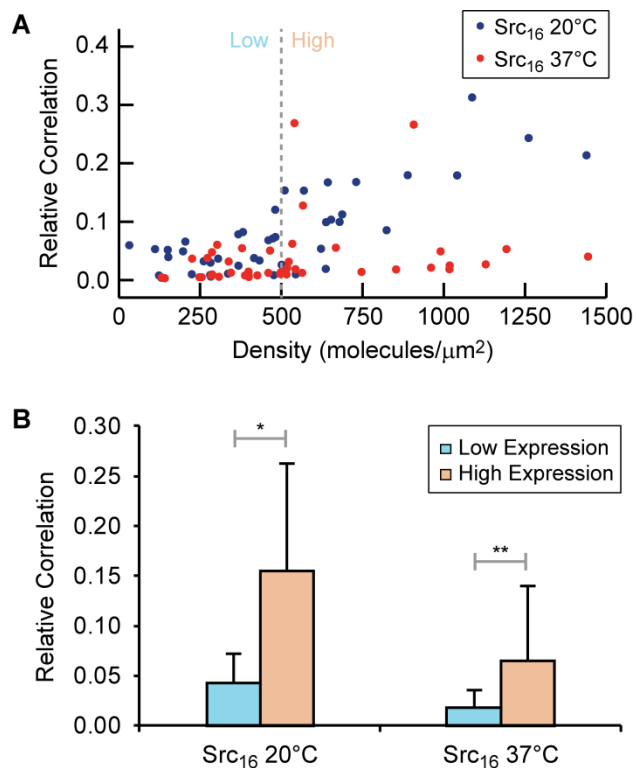 A
Low High
Src₁₆ 20°C
Src₁₆ 37°C
0.4
0.3
0.2
0.1
0.0
Relative Correlation
0 250 500 750 1000 1250 1500
Density (molecules/μm²)
B
Low Expression
High Expression
0.30
0.25
0.20
0.15
0.10
0.05
0.00
Relative Correlation
*
**
Src₁₆ 20°C Src₁₆ 37°C